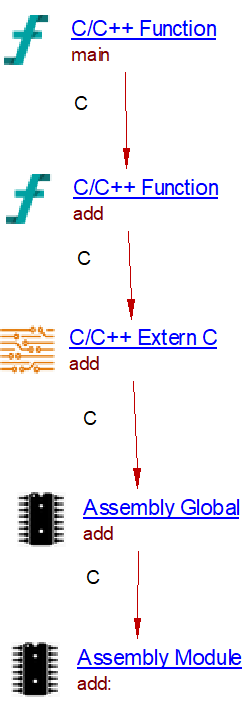 C/C++ Function
main
C
C/C++ Function
add
C
C/C++ Extern C
add
C
Assembly Global
add
C
Assembly Module
add: